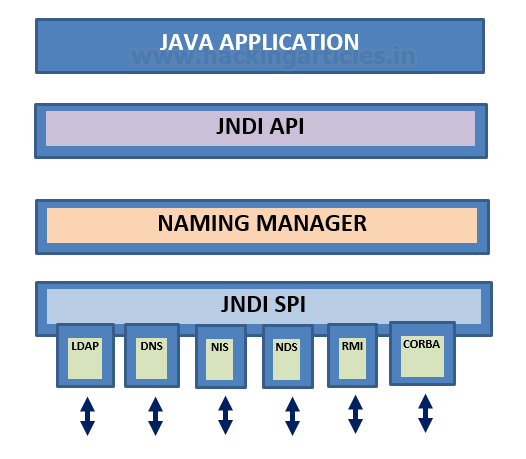 JAVA APPLICATION
www.hackingarticles.in
JNDI API
NAMING MANAGER
JNDI SPI
LDAP DNS NIS NDS RMI CORBA